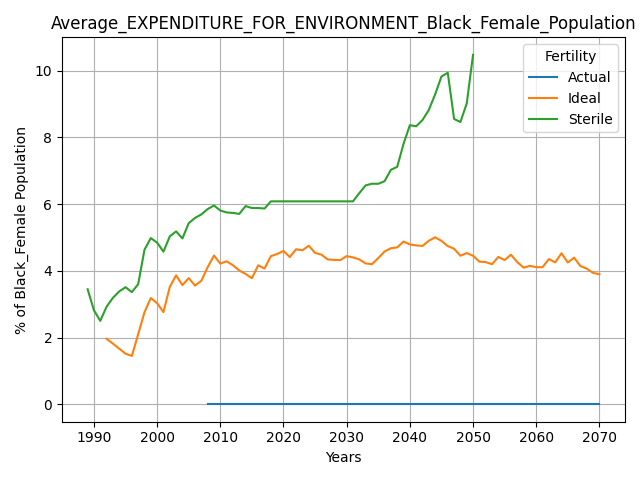 Average_EXPENDITURE_FOR_ENVIRONMENT_Black_Female_Population
Fertility
Actual
Ideal
Sterile
% of Black_Female Population
10
8
6
4
2
0
1990 2000 2010 2020 2030 2040 2050 2060 2070
Years